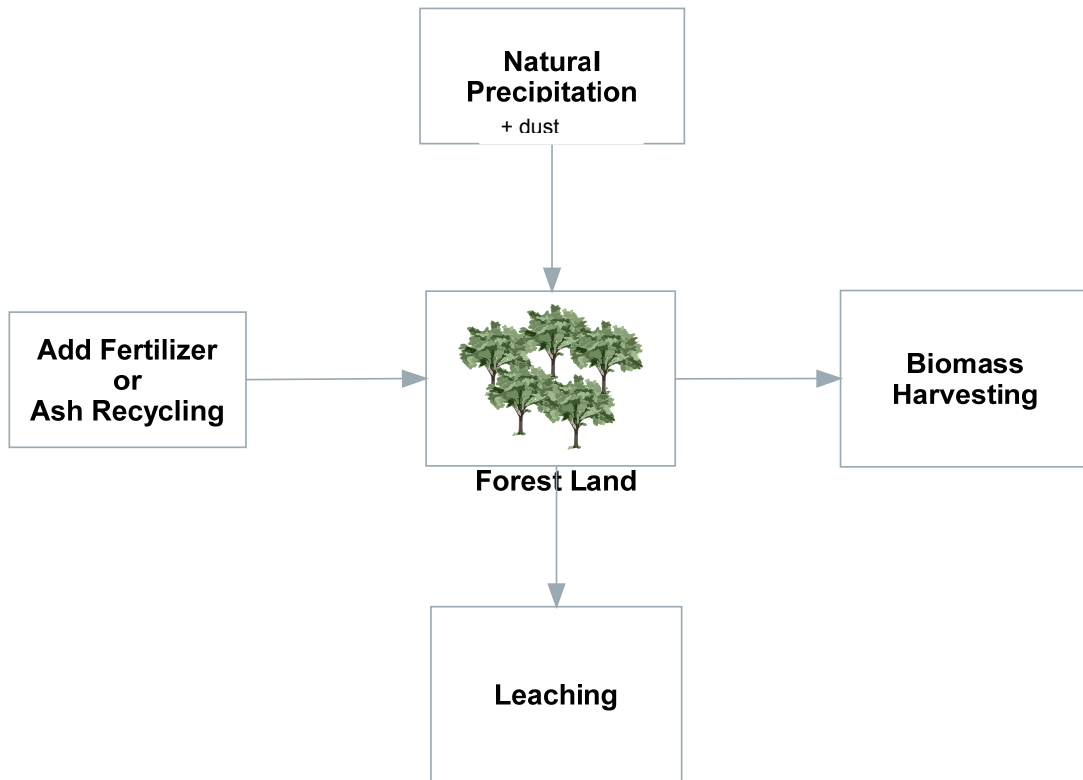 Natural
Precipitation
+ dust
Add Fertilizer
or
Ash Recycling
Biomass
Harvesting
Forest Land
Leaching